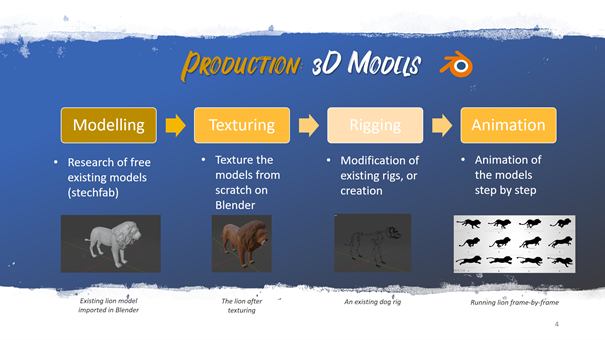 PRODUCTION: 3D MODELS
Modelling
Texturing
Rigging
Animation
• Research of free
existing models
(stechfab)
• Texture the
models from
scratch on
Blender
• Modification of
existing rigs, or
creation
• Animation of
the models
step by step
Existing lion model
imported in Blender
The lion after
texturing
An existing dog rig
Running lion frame-by-frame
4